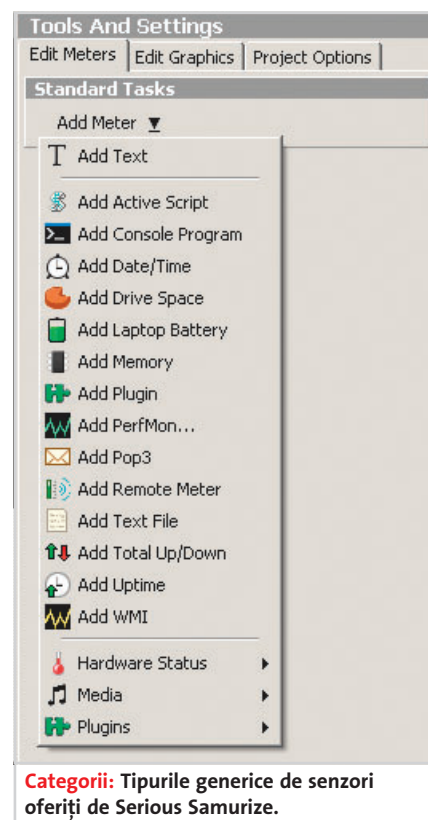 Tools And Settings
Edit Meters Edit Graphics Project Options
Standard Tasks
Add Meter
Add Text
Add Active Script
Add Console Program
Add Date/Time
Add Drive Space
Add Laptop Battery
Add Memory
Add Plugin
Add PerfMon...
Add Pop3
Add Remote Meter
Add Text File
Add Total Up/Down
Add Uptime
Add WMI
Hardware Status
Media
Plugins
Categorii: Tipurile generice de senzori
oferiți de Serious Samurize.